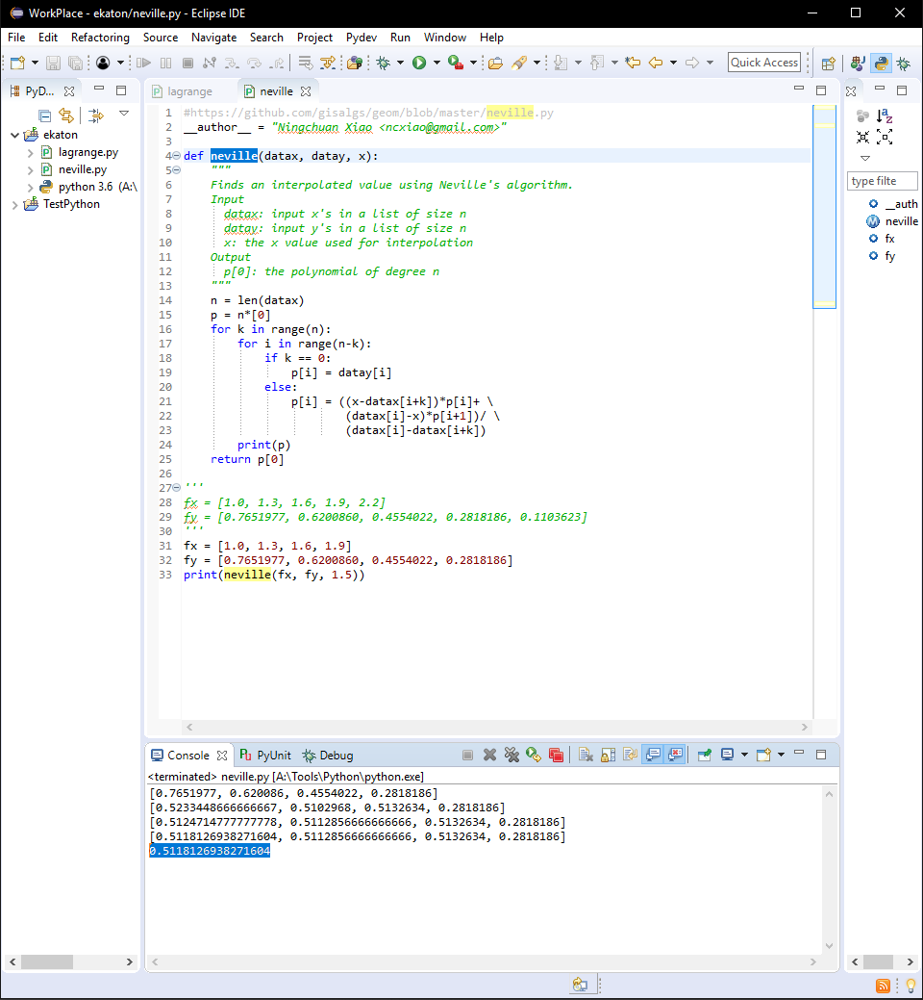 WorkPlace - ekaton/neville.py - Eclipse IDE
File Edit Refactoring Source Navigate Search Project Pydev Run Window Help
Quick Access
PyD...
ekaton
lagrange.py
neville.py
python 3.6 (A:\
TestPython
lagrange neville
1 #https://github.com/gisalgs/geom/blob/master/neville.py
2 __author__ = "Ningchuan Xiao <ncxiao@gmail.com>"
3
4 def neville(datax, datay, x):
5     """
6     Finds an interpolated value using Neville's algorithm.
7     Input
8       datax: input x's in a list of size n
9       datay: input y's in a list of size n
10       x: the x value used for interpolation
11     Output
12       p[0]: the polynomial of degree n
13     """
14     n = len(datax)
15     p = n*[0]
16     for k in range(n):
17         for i in range(n-k):
18             if k == 0:
19                 p[i] = datay[i]
20             else:
21                 p[i] = ((x-datax[i+k])*p[i]+ \
22                         (datax[i]-x)*p[i+1])/ \
23                         (datax[i]-datax[i+k])
24         print(p)
25     return p[0]
26
27 '''
28 fx = [1.0, 1.3, 1.6, 1.9, 2.2]
29 fy = [0.7651977, 0.6200860, 0.4554022, 0.2818186, 0.1103623]
30 '''
31 fx = [1.0, 1.3, 1.6, 1.9]
32 fy = [0.7651977, 0.6200860, 0.4554022, 0.2818186]
33 print(neville(fx, fy, 1.5))
type filte
__auth
M neville
fx
fy
Console Pu PyUnit Debug
<terminated> neville.py [A:\Tools\Python\python.exe]
[0.7651977, 0.620086, 0.4554022, 0.2818186]
[0.5233448666666667, 0.5102968, 0.5132634, 0.2818186]
[0.5124714777777778, 0.5112856666666666, 0.5132634, 0.2818186]
[0.5118126938271604, 0.5112856666666666, 0.5132634, 0.2818186]
0.5118126938271604